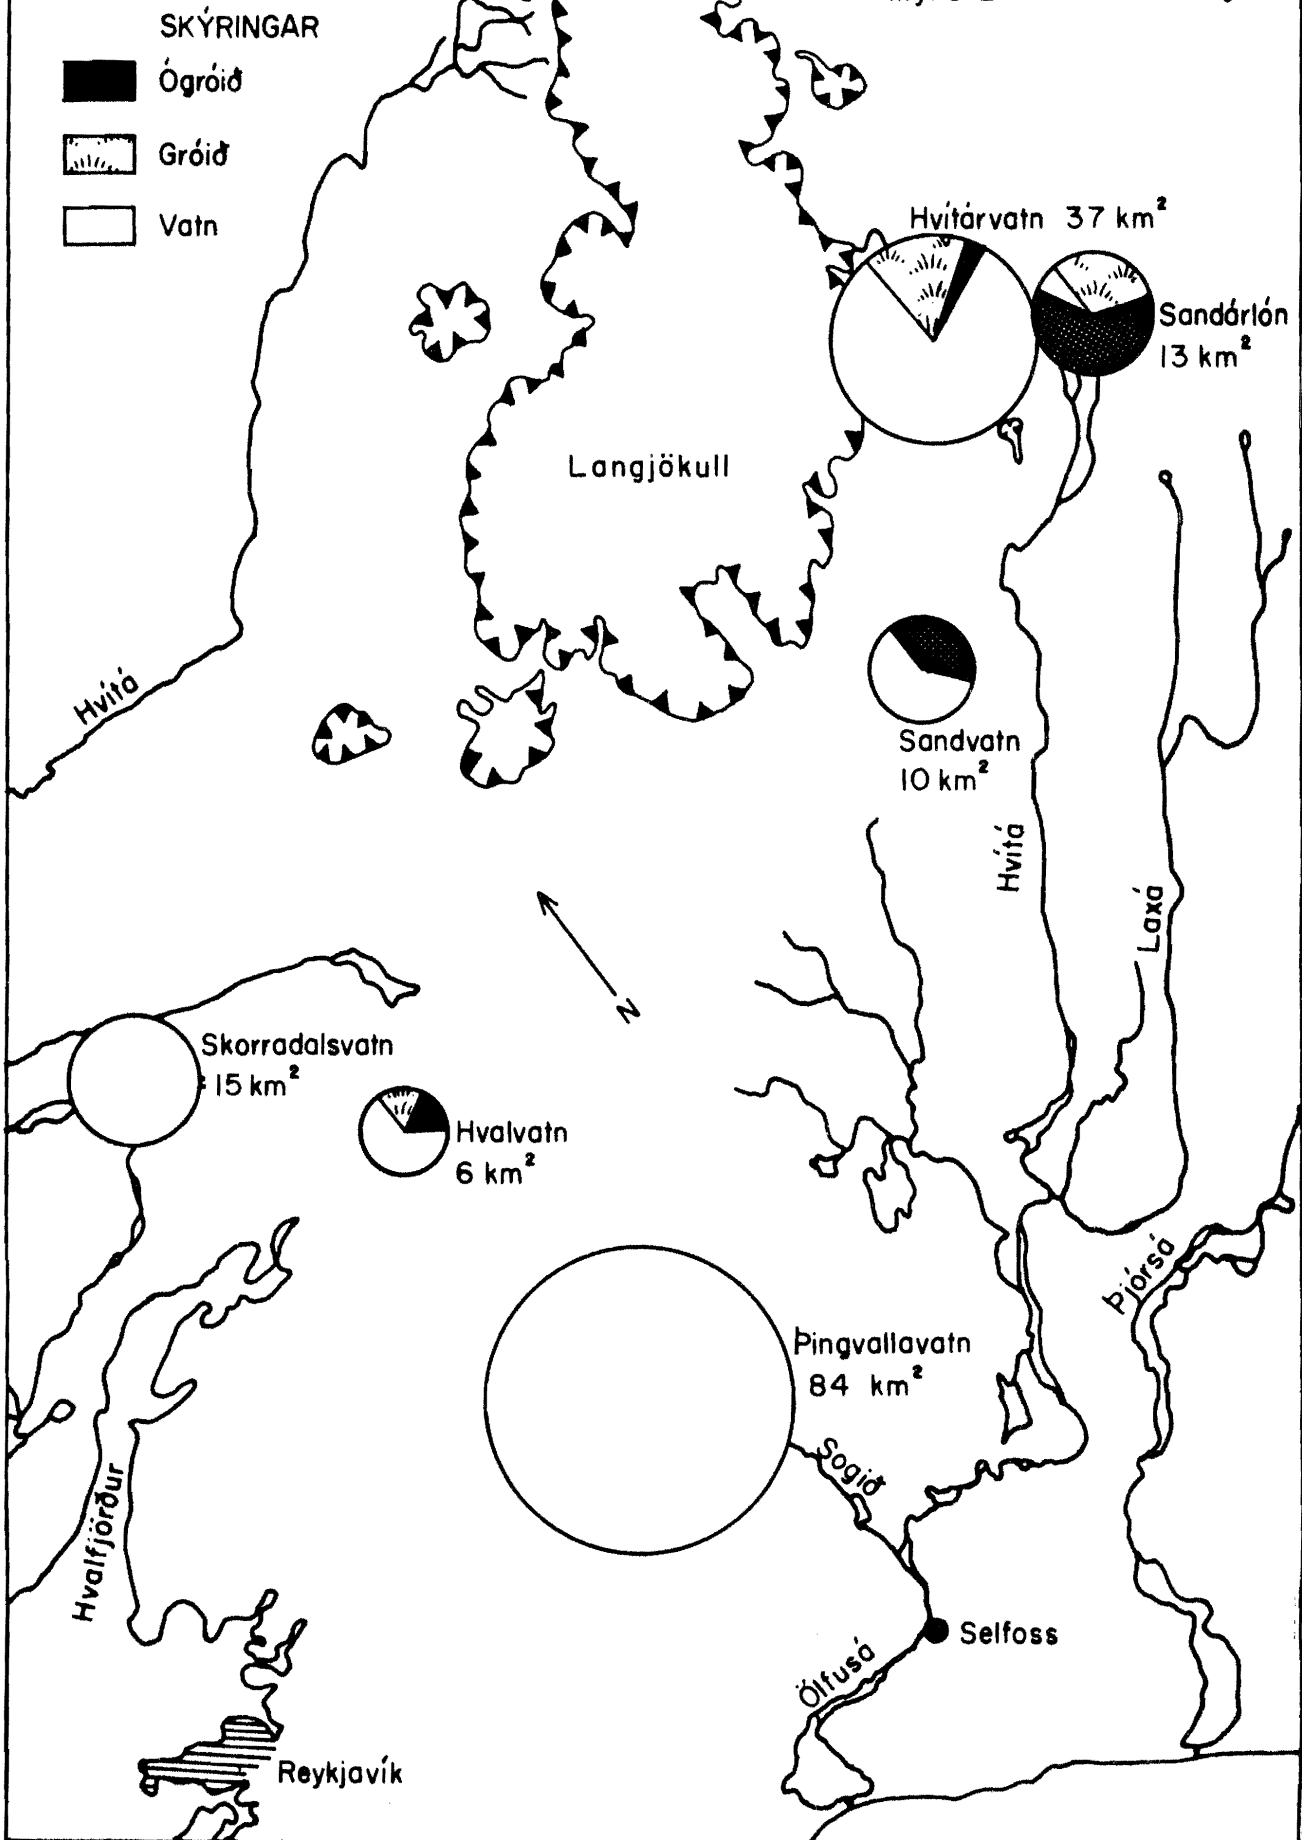 SKÝRINGAR
Ógróið
Gróið
Vatn
Hvítárvatn 37 km²
Sandárlón
13 km²
Langjökull
Hvítá
Sandvatn
10 km²
Hvítá
Laxá
N
Skorradalsvatn
15 km²
Hvalvatn
6 km²
Þjórsá
Þingvallavatn
84 km²
Sogið
Hvalfjörður
Selfoss
Ölfusá
Reykjavík